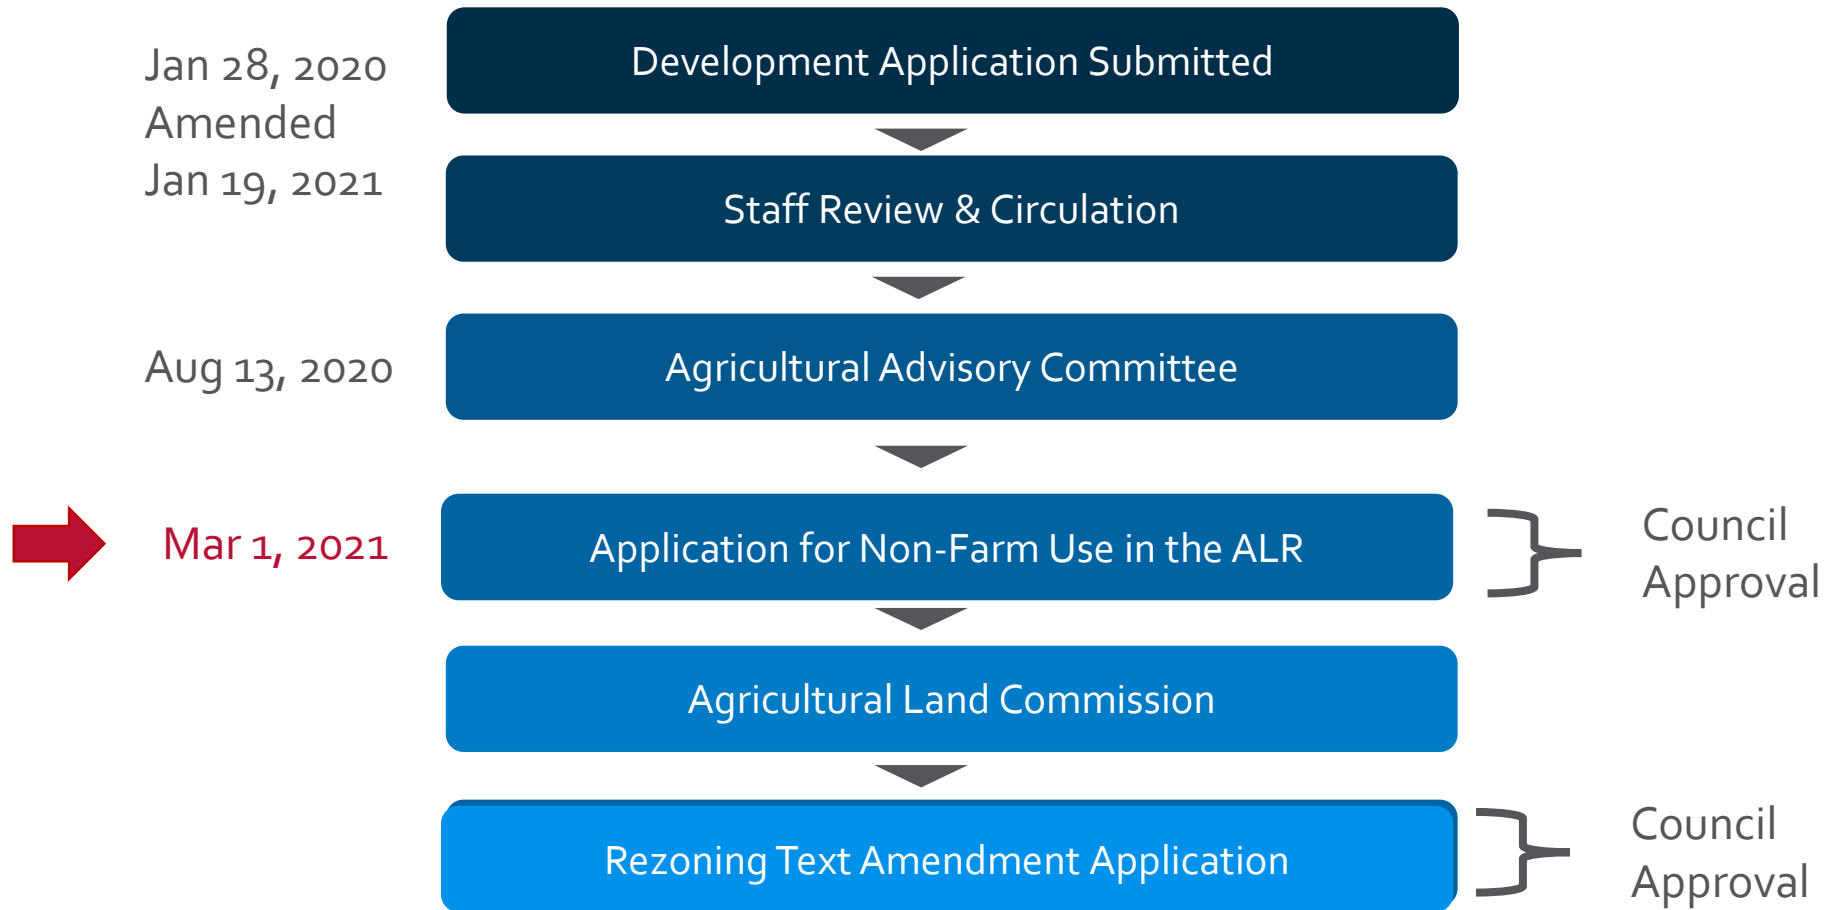 Jan 28, 2020
Amended
Jan 19, 2021
Development Application Submitted
Staff Review & Circulation
Aug 13, 2020
Agricultural Advisory Committee
Mar 1, 2021
Application for Non-Farm Use in the ALR
Council
Approval
Agricultural Land Commission
Rezoning Text Amendment Application
Council
Approval